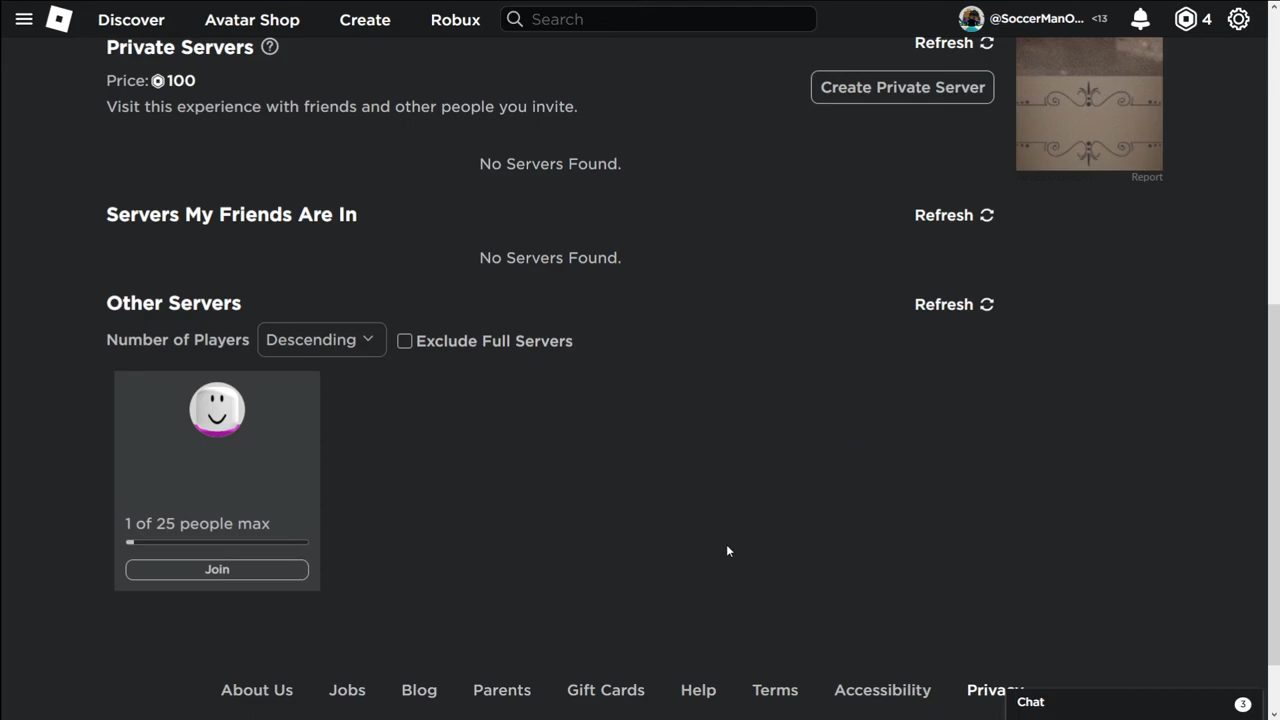 Discover Avatar Shop Create Robux Search @SoccerManO... <13 4
Private Servers ? Refresh
Price: 100
Create Private Server
Visit this experience with friends and other people you invite.
No Servers Found.
Report
Servers My Friends Are In Refresh
No Servers Found.
Other Servers Refresh
Number of Players Descending Exclude Full Servers
1 of 25 people max
Join
About Us Jobs Blog Parents Gift Cards Help Terms Accessibility Privacy
Chat 3